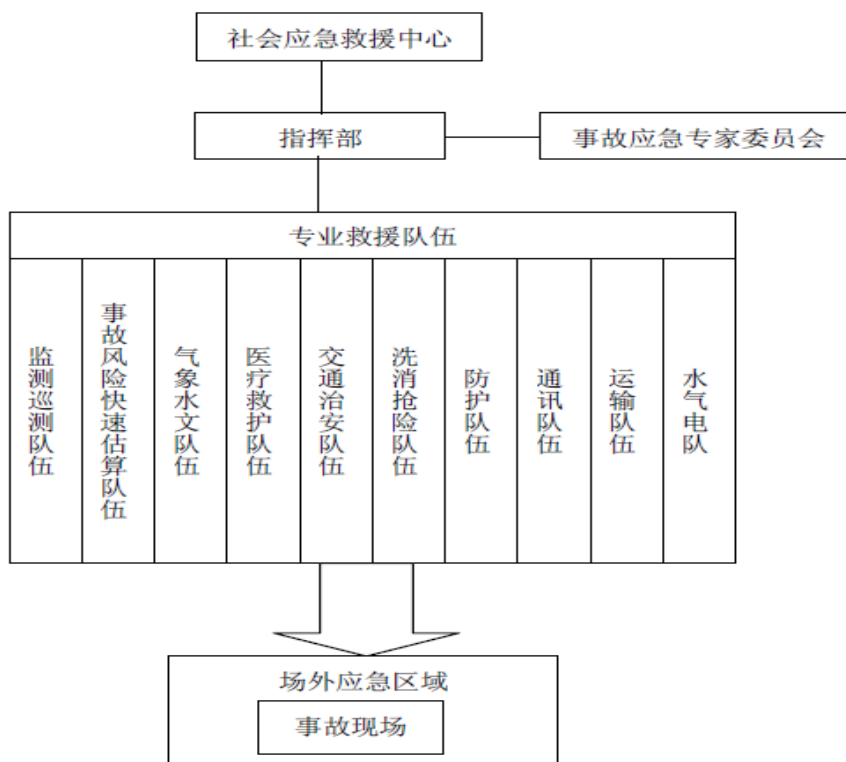 社会应急救援中心
指挥部
事故应急专家委员会
专业救援队伍
监测巡测队伍
事故风险快速估算队伍
气象水文队伍
医疗救护队伍
交通治安队伍
洗消抢险队伍
防护队伍
通讯队伍
运输队伍
水气电队
场外应急区域
事故现场